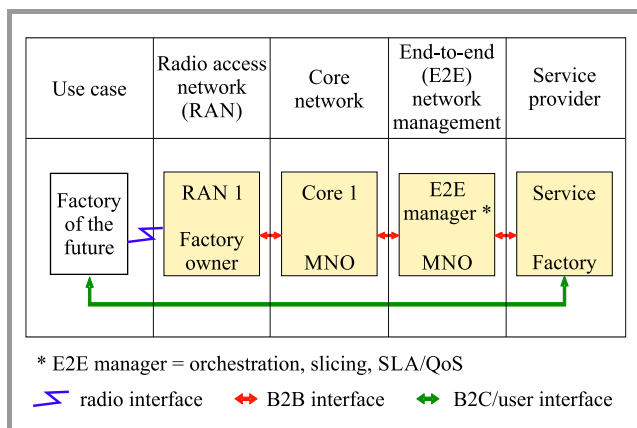 Use case
Radio access
network
(RAN)
Core
network
End-to-end
(E2E)
network
management
Service
provider
Factory
of the
future
RAN 1
Factory
owner
Core 1
MNO
E2E
manager *
MNO
Service
Factory
* E2E manager = orchestration, slicing, SLA/QoS
radio interface
B2B interface
B2C/user interface